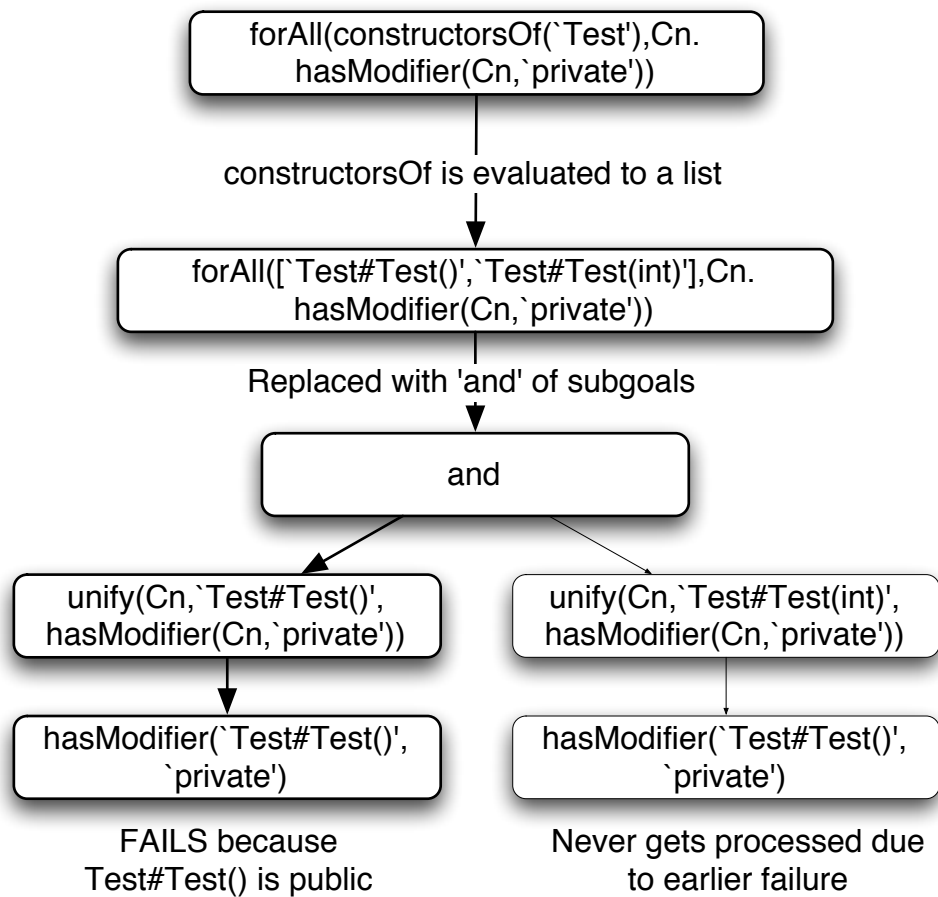 forAll(constructorsOf(`Test'),Cn.
hasModifier(Cn,`private'))
constructorsOf is evaluated to a list
forAll([`Test#Test()',`Test#Test(int)'],Cn.
hasModifier(Cn,`private'))
Replaced with 'and' of subgoals
and
unify(Cn,`Test#Test()',
hasModifier(Cn,`private'))
unify(Cn,`Test#Test(int)',
hasModifier(Cn,`private'))
hasModifier(`Test#Test()',
`private')
hasModifier(`Test#Test()',
`private')
FAILS because
Test#Test() is public
Never gets processed due
to earlier failure